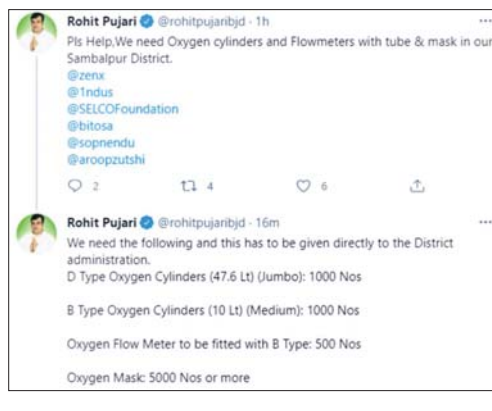 Rohit Pujari @rohitpujaribjd · 1h
Pls Help,We need Oxygen cylinders and Flowmeters with tube & mask in our
Sambalpur District.
@zenx
@1ndus
@SELCOFoundation
@bitosa
@sopnendu
@aroopzutshi
2 4 6
Rohit Pujari @rohitpujaribjd · 16m
We need the following and this has to be given directly to the District
administration.
D Type Oxygen Cylinders (47.6 Lt) (Jumbo): 1000 Nos
B Type Oxygen Cylinders (10 Lt) (Medium): 1000 Nos
Oxygen Flow Meter to be fitted with B Type: 500 Nos
Oxygen Mask: 5000 Nos or more